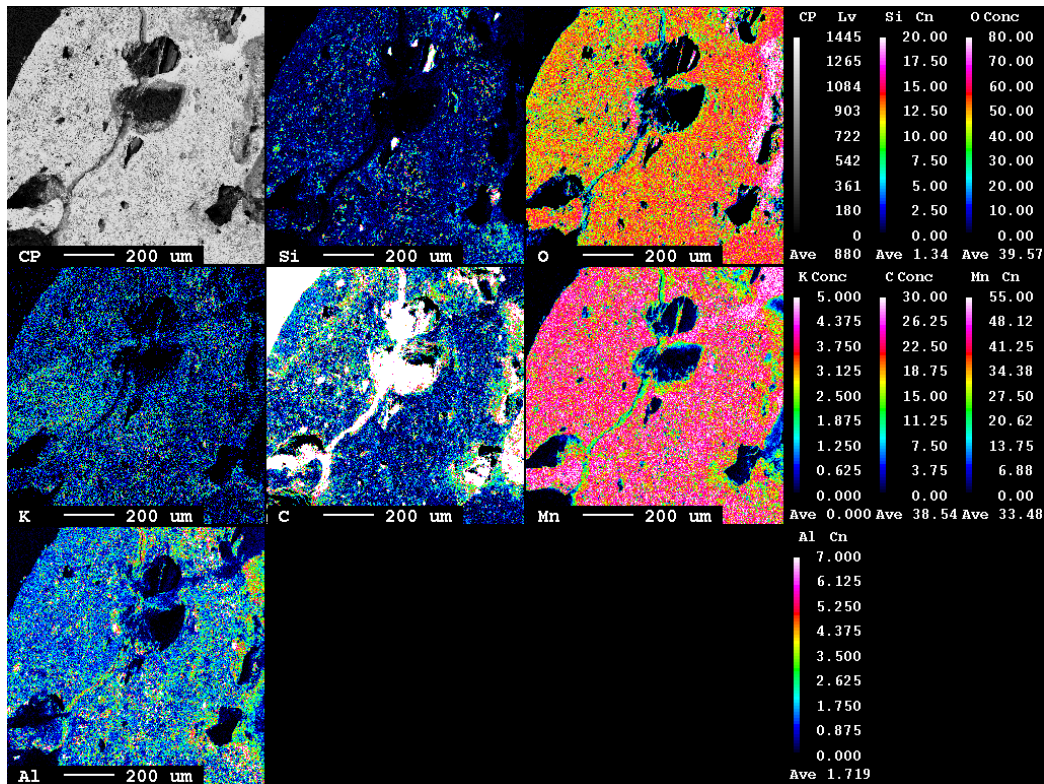 CP Lv Si Cn O Conc
1445 20.00 80.00
1265 17.50 70.00
1084 15.00 60.00
903 12.50 50.00
722 10.00 40.00
542 7.50 30.00
361 5.00 20.00
180 2.50 10.00
0 0.00 0.00
Ave 880 Ave 1.34 Ave 39.57
CP 200 um
Si 200 um
O 200 um
K Conc C Conc Mn Cn
5.000 30.00 55.00
4.375 26.25 48.12
3.750 22.50 41.25
3.125 18.75 34.38
2.500 15.00 27.50
1.875 11.25 20.62
1.250 7.50 13.75
0.625 3.75 6.88
0.000 0.00 0.00
Ave 0.000 Ave 38.54 Ave 33.48
K 200 um
C 200 um
Mn 200 um
Al Cn
7.000
6.125
5.250
4.375
3.500
2.625
1.750
0.875
0.000
Ave 1.719
Al 200 um